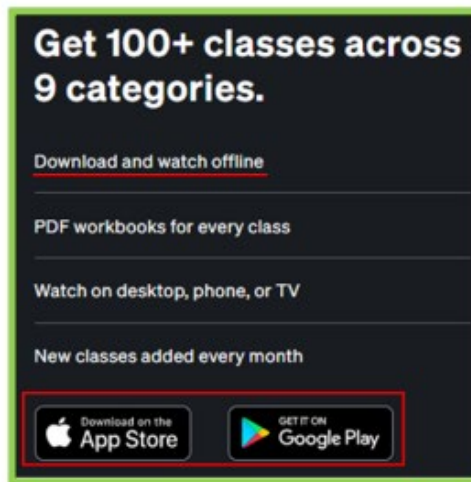 Get 100+ classes across
9 categories.
Download and watch offline
PDF workbooks for every class
Watch on desktop, phone, or TV
New classes added every month
Download on the
App Store
GET IT ON
Google Play